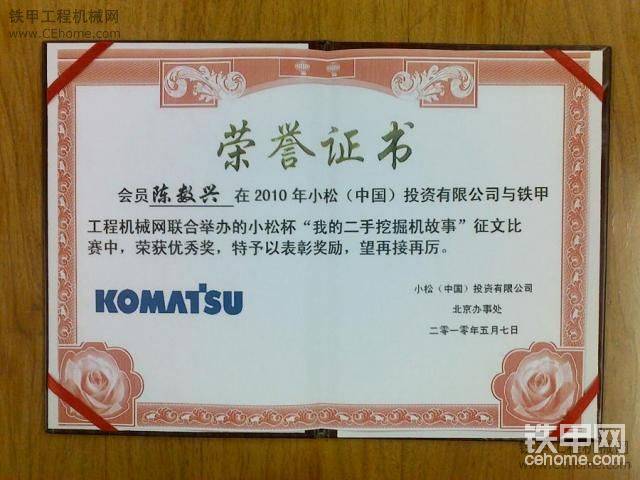 铁甲工程机械网
www.CEhome.com
荣誉证书
会员陈数兴在2010年小松（中国）投资有限公司与铁甲
工程机械网联合举办的小松杯“我的二手挖掘机故事”征文比
赛中，荣获优秀奖，特予以表彰奖励，望再接再厉。
KOMATSU
小松（中国）投资有限公司
北京办事处
二零一零年五月七日
铁甲网
cehome.com